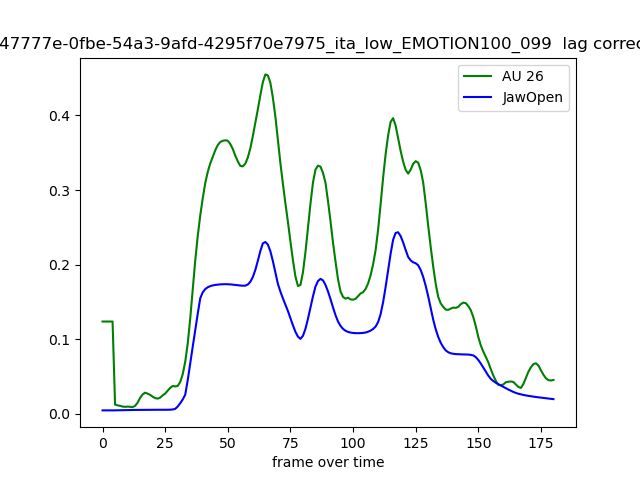 47777e-0fbe-54a3-9afd-4295f70e7975_ita_low_EMOTION100_099 lag correc
AU 26
JawOpen
0.4
0.3
0.2
0.1
0.0
0 25 50 75 100 125 150 175
frame over time